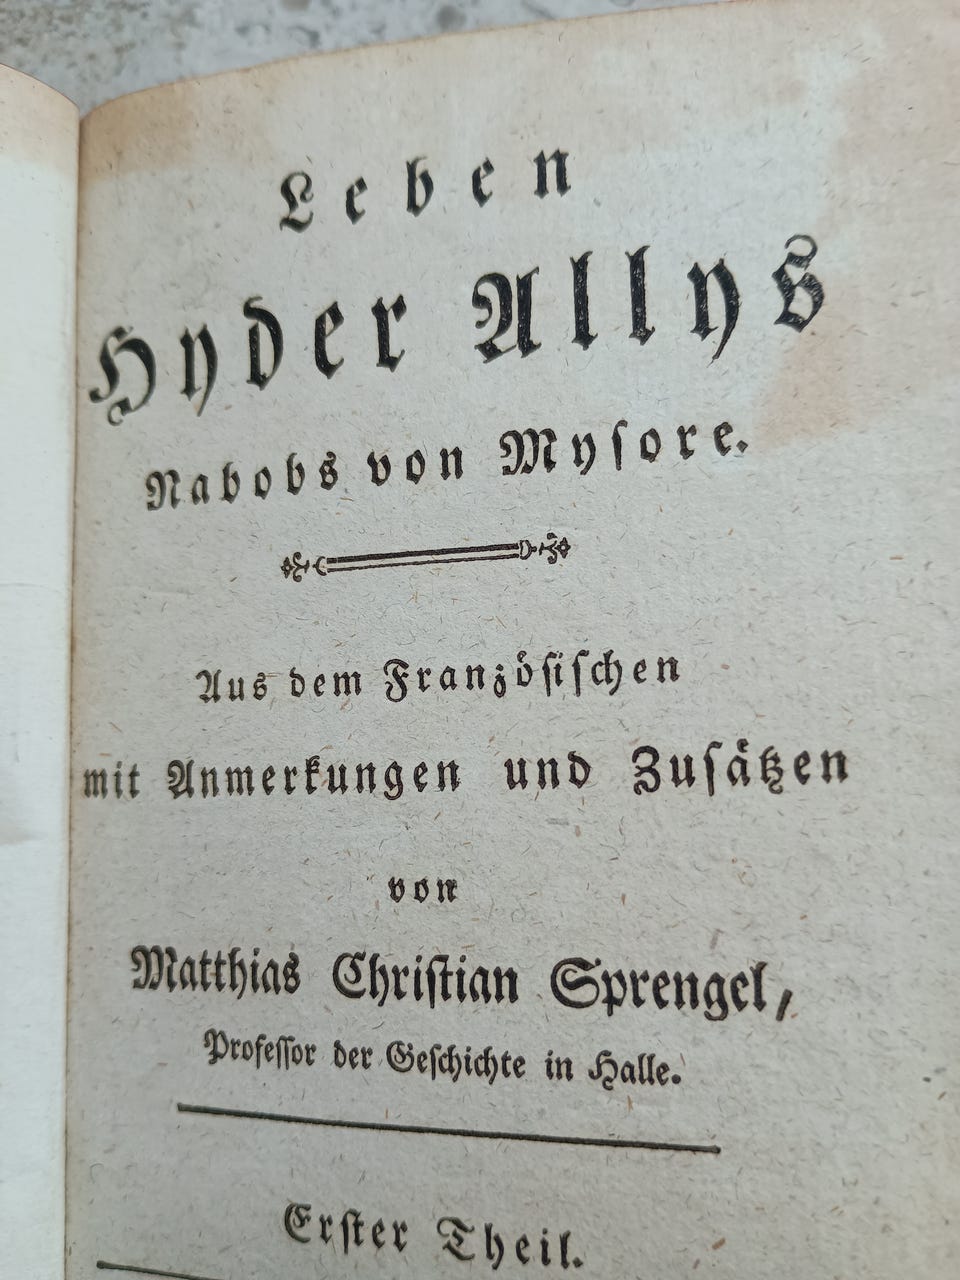 Leben
Hyder Allys
Nabobs von Myſore.
Aus dem Franzöſiſchen
mit Anmerkungen und Zuſätzen
von
Matthias Chriſtian Sprengel,
Profeſſor der Geſchichte in Halle.
Erſter Theil.